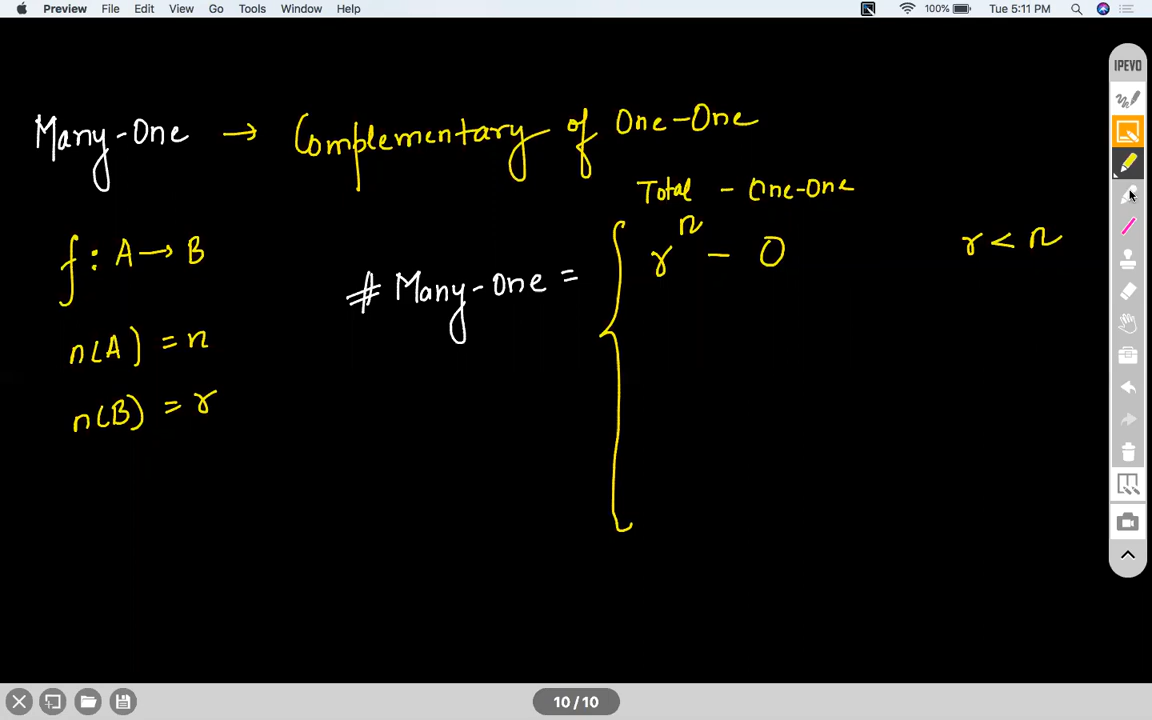 Preview File Edit View Go Tools Window Help 100% Tue 5:11 PM
IPEVO
Many-One → Complementary of One-One
Total - One-One
f: A → B
# Many-One = { r^n - 0 r < n
n(A) = n
n(B) = r
10 / 10